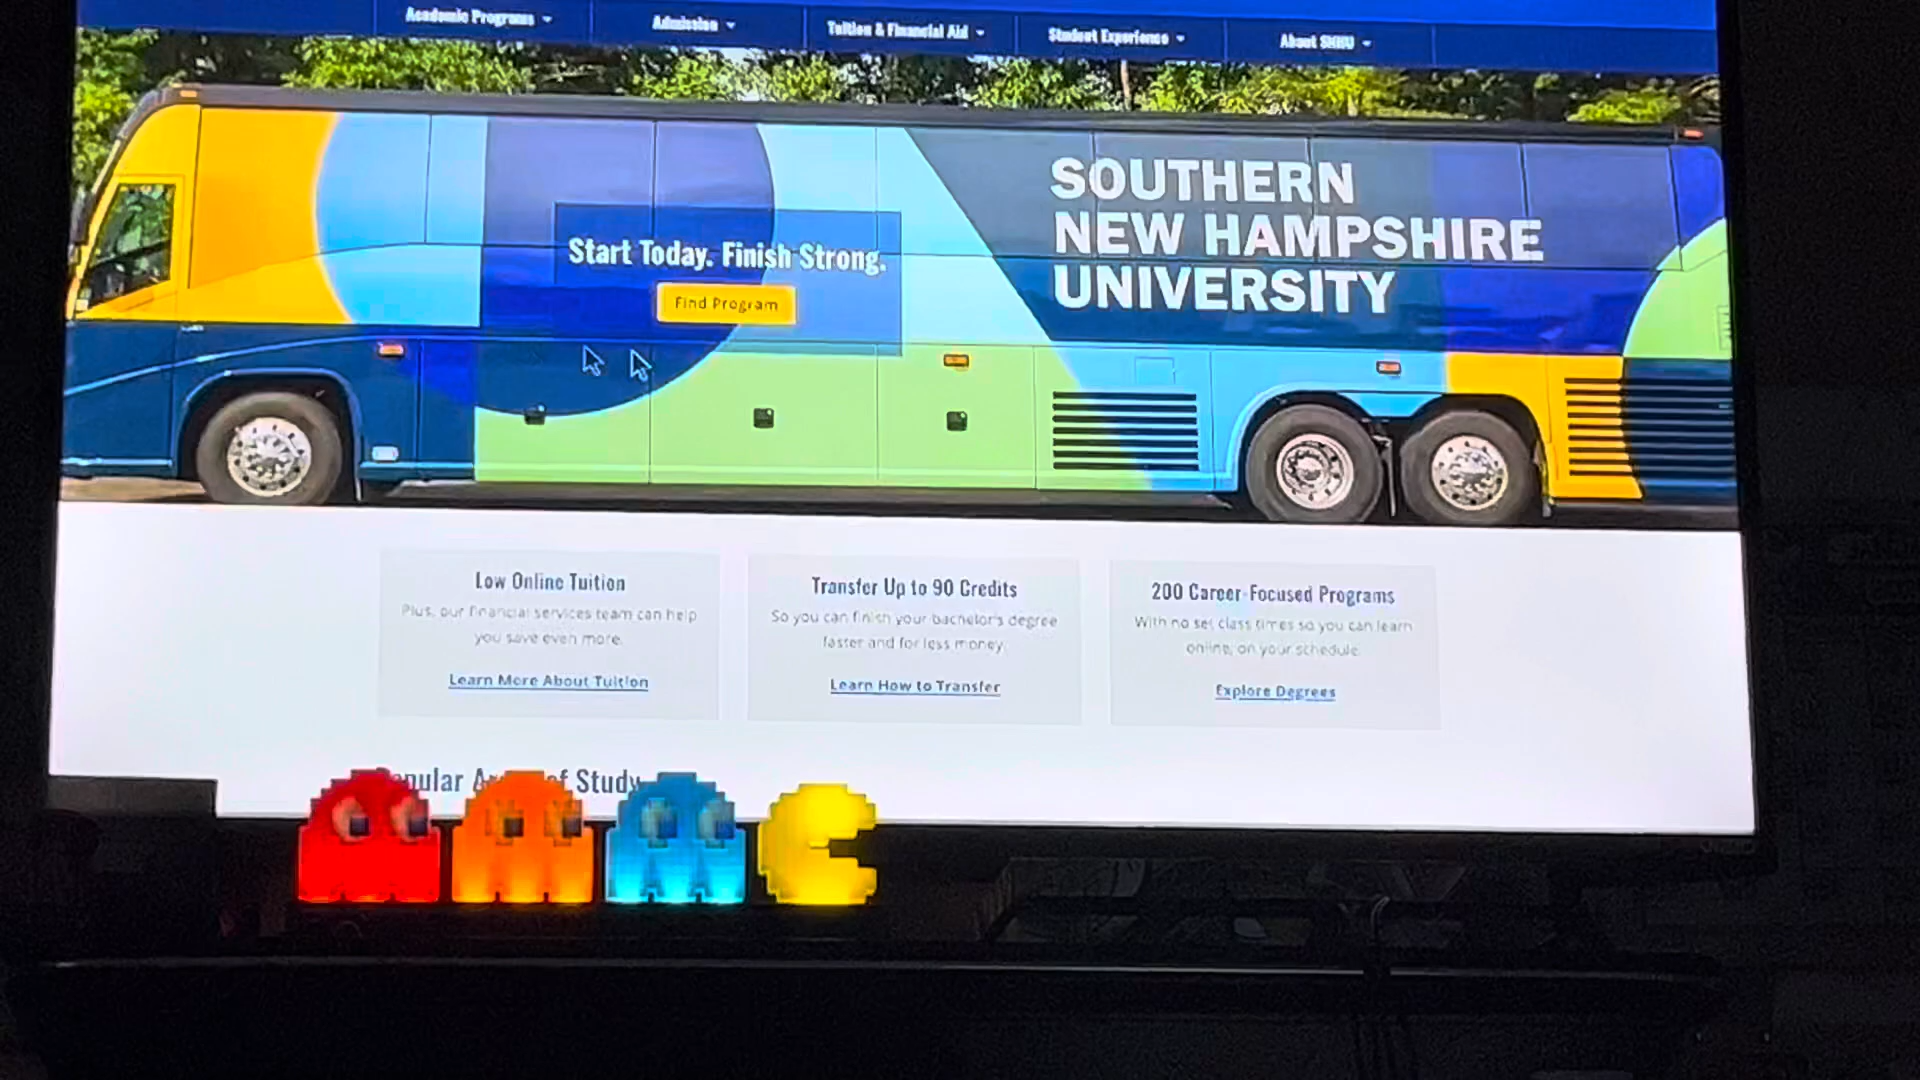 Academic Programs
Admission
Tuition & Financial Aid
Student Experience
About SNHU
SOUTHERN
NEW HAMPSHIRE
UNIVERSITY
Start Today. Finish Strong.
Find Program
Low Online Tuition
Plus, our financial services team can help
you save even more.
Learn More About Tuition
Transfer Up to 90 Credits
So you can finish your bachelor's degree
faster and for less money.
Learn How to Transfer
200 Career-Focused Programs
With no set class times so you can learn
online, on your schedule.
Explore Degrees
Popular Areas of Study